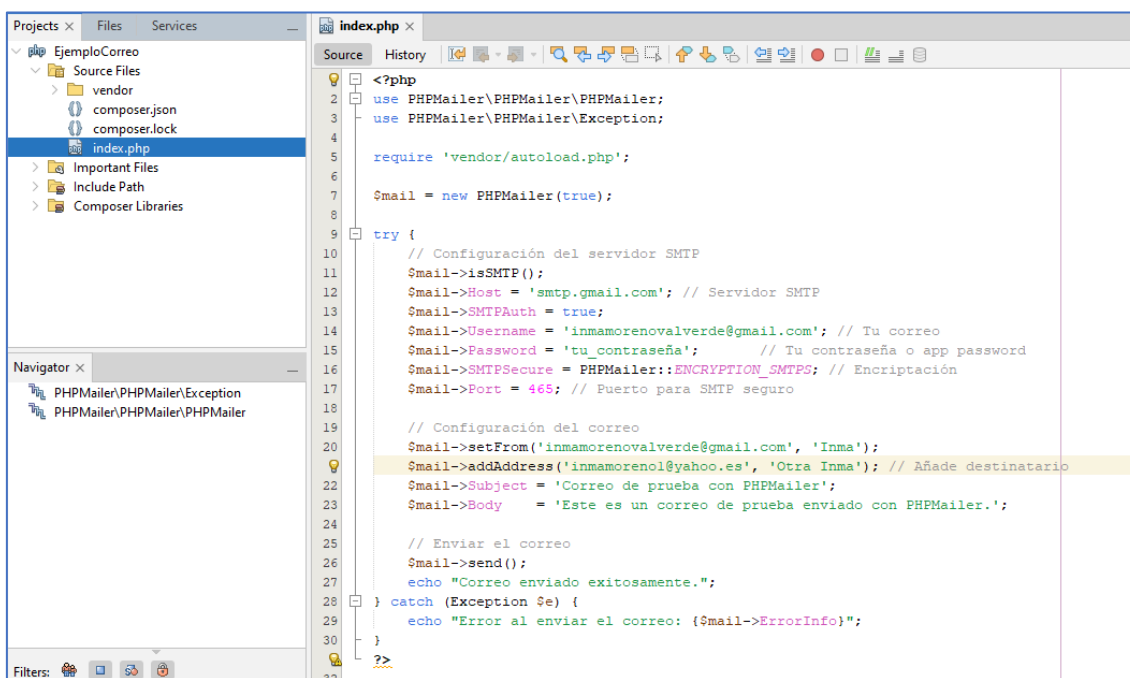 Projects Files Services
EjemploCorreo
Source Files
vendor
composer.json
composer.lock
index.php
Important Files
Include Path
Composer Libraries
Navigator
PHPMailer\PHPMailer\Exception
PHPMailer\PHPMailer\PHPMailer
Filters:
index.php
Source History
<?php
2 use PHPMailer\PHPMailer\PHPMailer;
3 use PHPMailer\PHPMailer\Exception;
4
5 require 'vendor/autoload.php';
6
7 $mail = new PHPMailer(true);
8
9 try {
10 // Configuración del servidor SMTP
11 $mail->isSMTP();
12 $mail->Host = 'smtp.gmail.com'; // Servidor SMTP
13 $mail->SMTPAuth = true;
14 $mail->Username = 'inmamorenovalverde@gmail.com'; // Tu correo
15 $mail->Password = 'tu_contraseña'; // Tu contraseña o app password
16 $mail->SMTPSecure = PHPMailer::ENCRYPTION_SMTPS; // Encriptación
17 $mail->Port = 465; // Puerto para SMTP seguro
18
19 // Configuración del correo
20 $mail->setFrom('inmamorenovalverde@gmail.com', 'Inma');
$mail->addAddress('inmamoreno1@yahoo.es', 'Otra Inma'); // Añade destinatario
22 $mail->Subject = 'Correo de prueba con PHPMailer';
23 $mail->Body = 'Este es un correo de prueba enviado con PHPMailer.';
24
25 // Enviar el correo
26 $mail->send();
27 echo "Correo enviado exitosamente.";
28 } catch (Exception $e) {
29 echo "Error al enviar el correo: {$mail->ErrorInfo}";
30 }
?>
32